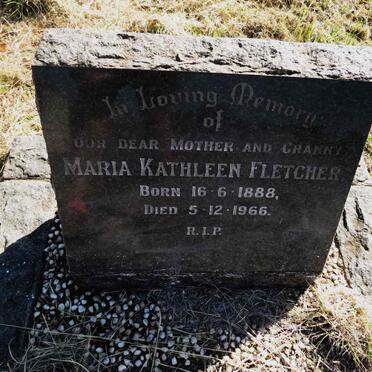 In Loving Memory
of
OUR DEAR MOTHER AND GRANNY
MARIA KATHLEEN FLETCHER
BORN 16-6-1888,
DIED 5-12-1966.
R.I.P.